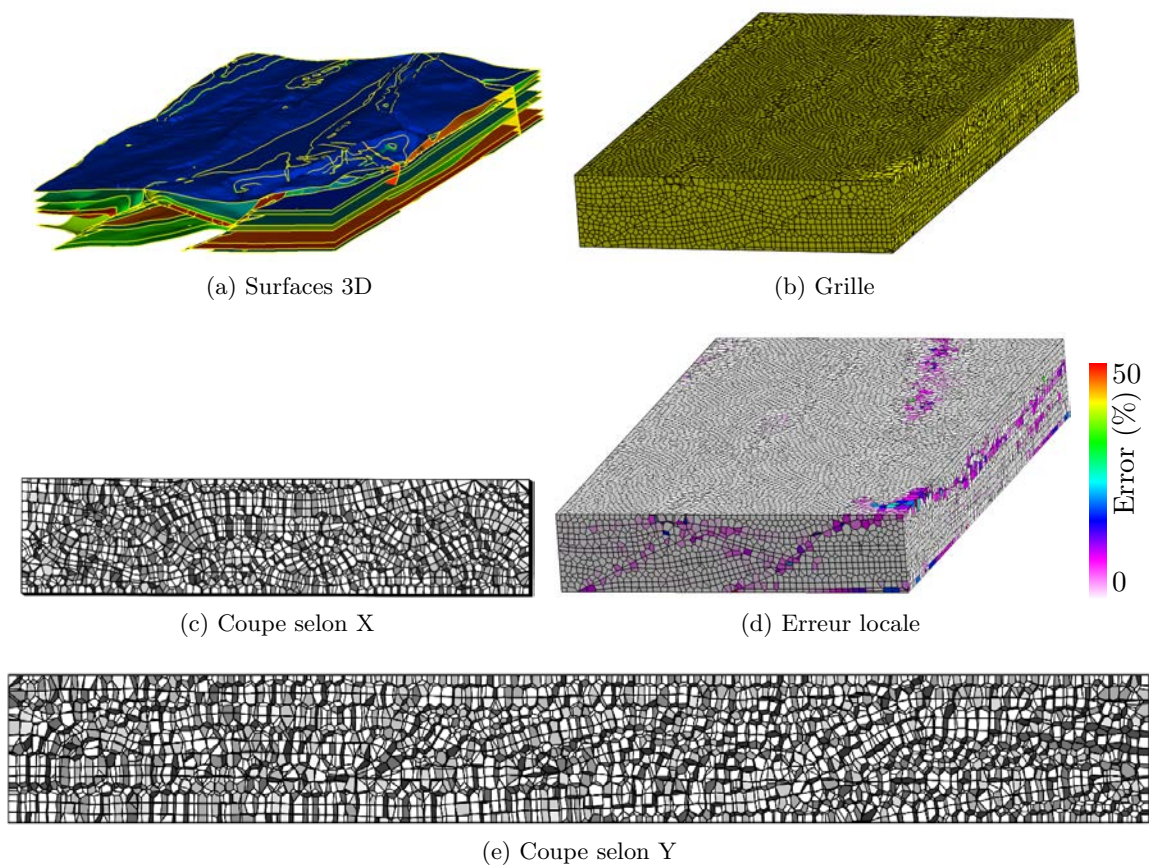 (a) Surfaces 3D
(b) Grille
50
Error (%)
0
(c) Coupe selon X
(d) Erreur locale
(e) Coupe selon Y